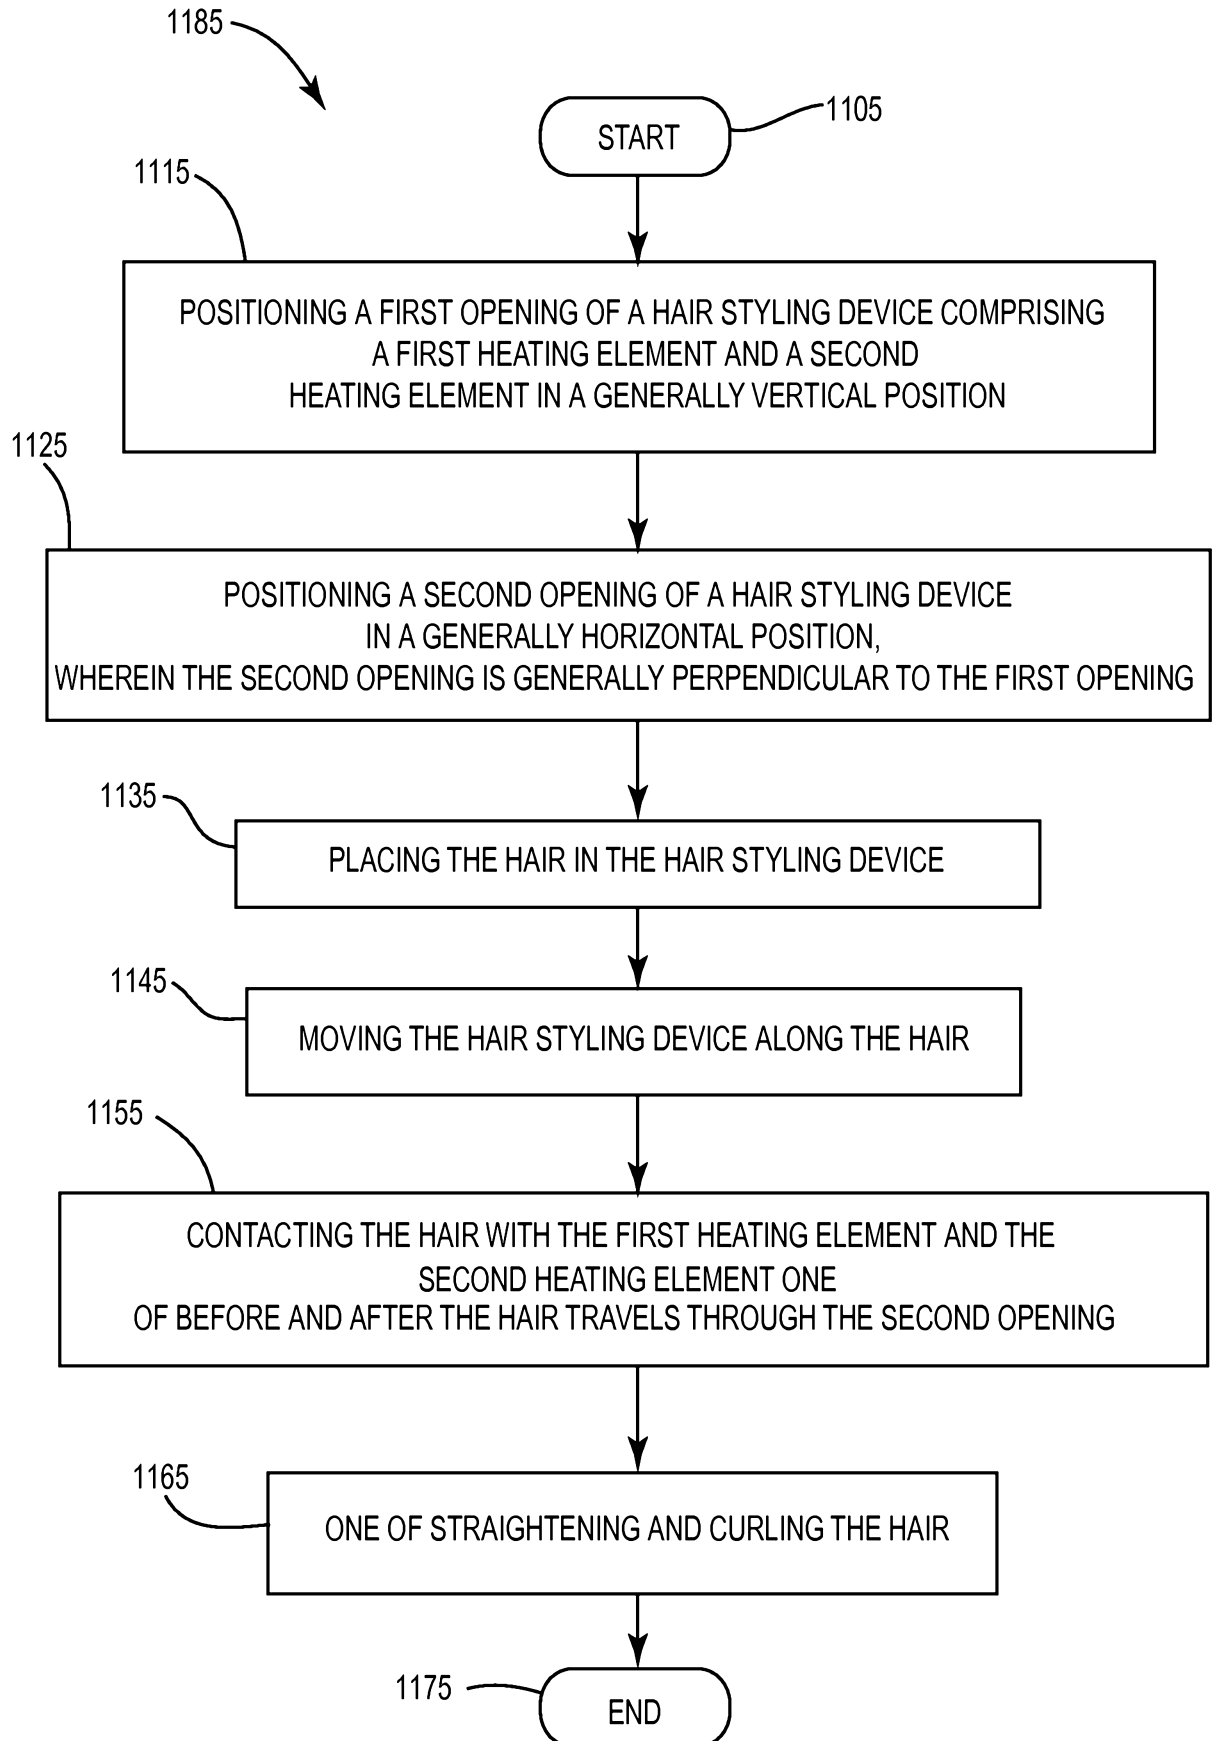 1185
START
1105
1115
POSITIONING A FIRST OPENING OF A HAIR STYLING DEVICE COMPRISING
A FIRST HEATING ELEMENT AND A SECOND
HEATING ELEMENT IN A GENERALLY VERTICAL POSITION
1125
POSITIONING A SECOND OPENING OF A HAIR STYLING DEVICE
IN A GENERALLY HORIZONTAL POSITION,
WHEREIN THE SECOND OPENING IS GENERALLY PERPENDICULAR TO THE FIRST OPENING
1135
PLACING THE HAIR IN THE HAIR STYLING DEVICE
1145
MOVING THE HAIR STYLING DEVICE ALONG THE HAIR
1155
CONTACTING THE HAIR WITH THE FIRST HEATING ELEMENT AND THE
SECOND HEATING ELEMENT ONE
OF BEFORE AND AFTER THE HAIR TRAVELS THROUGH THE SECOND OPENING
1165
ONE OF STRAIGHTENING AND CURLING THE HAIR
1175
END